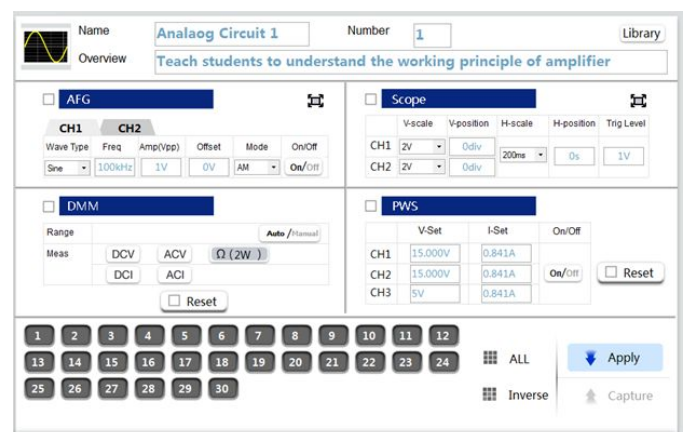 Name Analaog Circuit 1 Number 1 Library
Overview Teach students to understand the working principle of amplifier
AFG
CH1 CH2
Wave Type Freq Amp(Vpp) Offset Mode On/Off
Sine 100kHz 1V 0V AM On/Off
Scope
V-scale V-position H-scale H-position Trig Level
CH1 2V 0div 200ms 0s 1V
CH2 2V 0div
DMM
Range Auto /Manual
Meas DCV ACV Ω (2W )
DCI ACI
Reset
PWS
V-Set I-Set On/Off
CH1 15.000V 0.841A
CH2 15.000V 0.841A On/Off Reset
CH3 5V 0.841A
1 2 3 4 5 6 7 8 9 10 11 12
13 14 15 16 17 18 19 20 21 22 23 24 ALL Apply
25 26 27 28 29 30 Inverse Capture